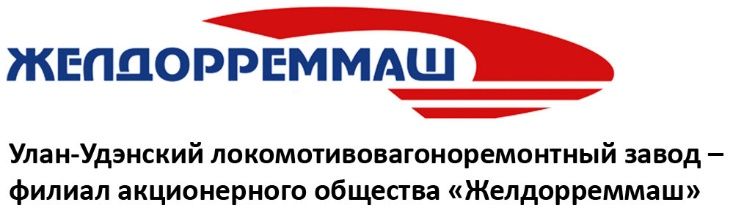 ЖЕЛДОРРЕММАШ
Улан-Удэнский локомотивовагоноремонтный завод –
филиал акционерного общества «Желдорреммаш»